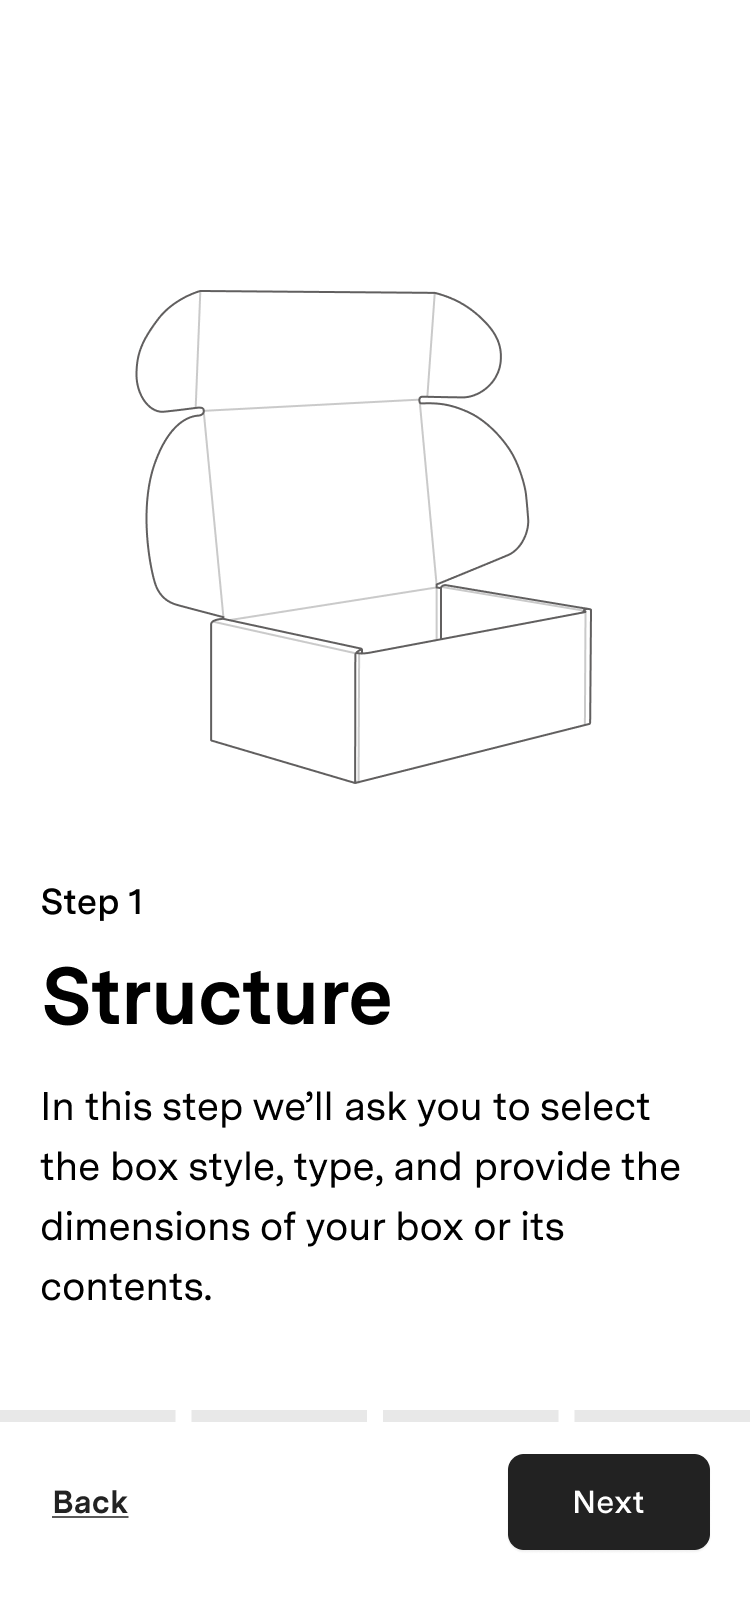 Step 1
Structure
In this step we’ll ask you to select
the box style, type, and provide the
dimensions of your box or its
contents.
Back
Next